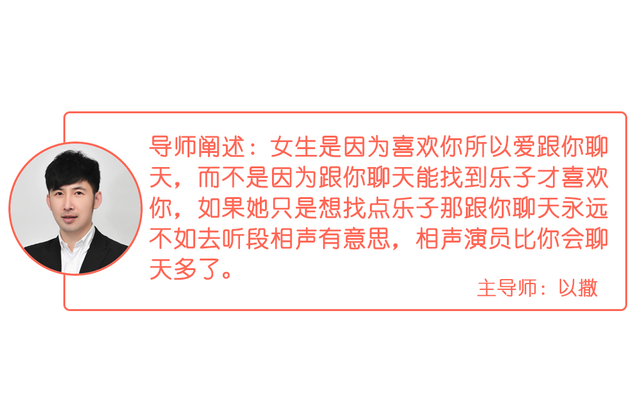 导师阐述：女生是因为喜欢你所以爱跟你聊
天，而不是因为跟你聊天能找到乐子才喜欢
你，如果她只是想找点乐子那跟你聊天永远
不如去听段相声有意思，相声演员比你会聊
天多了。
主导师：以撒